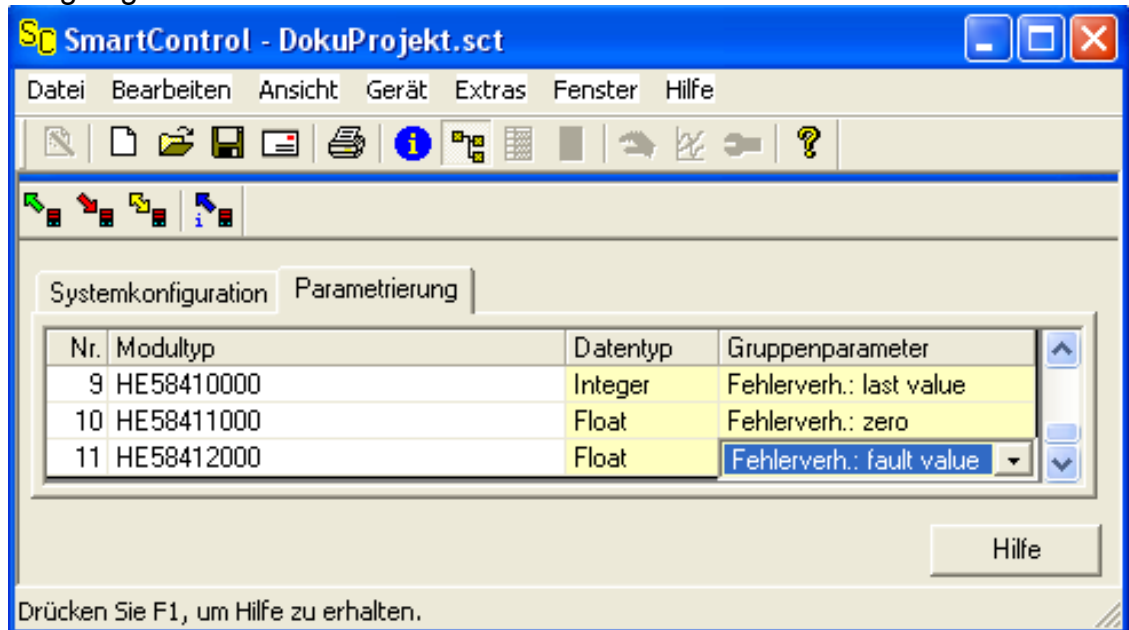 SC SmartControl - DokuProjekt.sct
Datei Bearbeiten Ansicht Gerät Extras Fenster Hilfe
Systemkonfiguration Parametrierung
Nr. Modultyp Datentyp Gruppenparameter
9 HE58410000 Integer Fehlerverh.: last value
10 HE58411000 Float Fehlerverh.: zero
11 HE58412000 Float Fehlerverh.: fault value
Hilfe
Drücken Sie F1, um Hilfe zu erhalten.